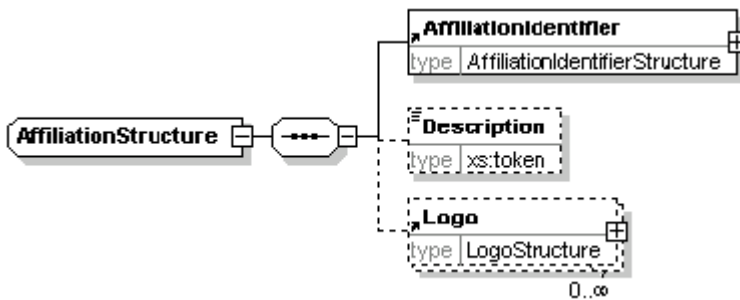 AffiliationIdentifier
type AffiliationIdentifierStructure
AffiliationStructure
Description
type xs:token
Logo
type LogoStructure
0..∞